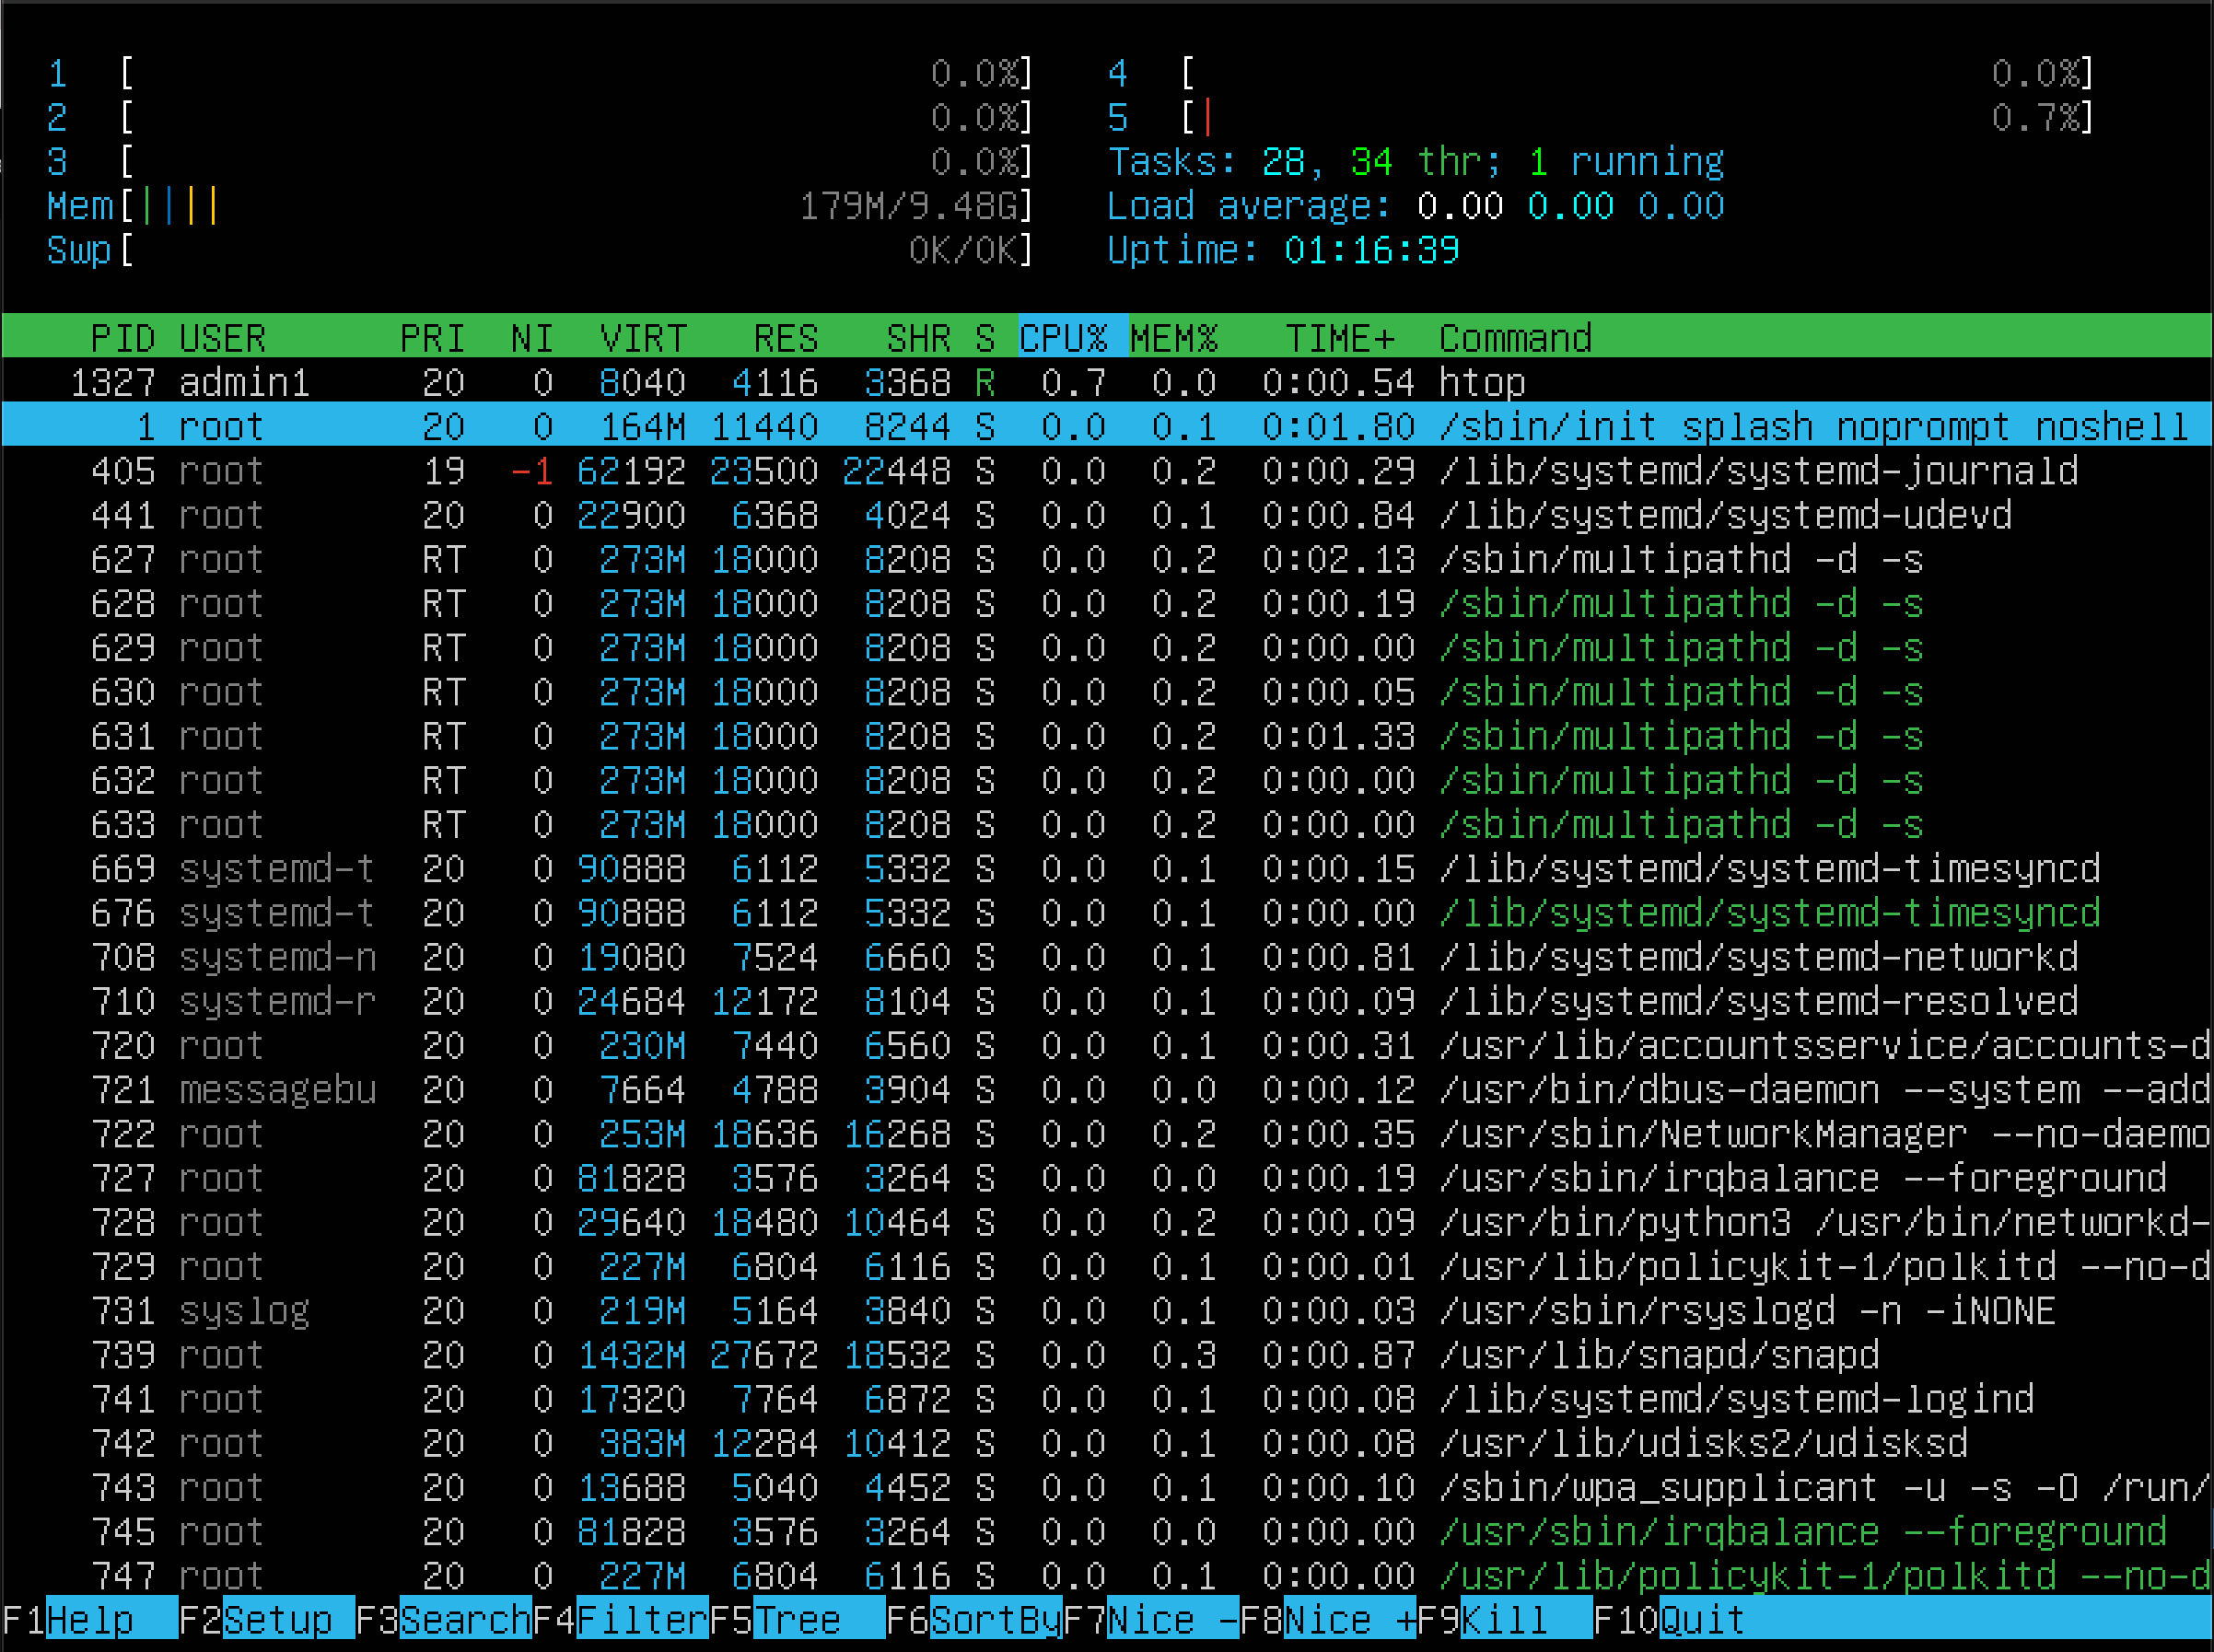 1 [ 0.0%] 4 [ 0.0%]
2 [ 0.0%] 5 [| 0.7%]
3 [ 0.0%] Tasks: 28, 34 thr; 1 running
Mem[|||| 179M/9.48G] Load average: 0.00 0.00 0.00
Swp[ 0K/0K] Uptime: 01:16:39
PID USER PRI NI VIRT RES SHR S CPU% MEM% TIME+ Command
1327 admin1 20 0 8040 4116 3368 R 0.7 0.0 0:00.54 htop
1 root 20 0 164M 11440 8244 S 0.0 0.1 0:01.80 /sbin/init splash noprompt noshell
405 root 19 -1 62192 23500 22448 S 0.0 0.2 0:00.29 /lib/systemd/systemd-journald
441 root 20 0 22900 6368 4024 S 0.0 0.1 0:00.84 /lib/systemd/systemd-udevd
627 root RT 0 273M 18000 8208 S 0.0 0.2 0:02.13 /sbin/multipathd -d -s
628 root RT 0 273M 18000 8208 S 0.0 0.2 0:00.19 /sbin/multipathd -d -s
629 root RT 0 273M 18000 8208 S 0.0 0.2 0:00.00 /sbin/multipathd -d -s
630 root RT 0 273M 18000 8208 S 0.0 0.2 0:00.05 /sbin/multipathd -d -s
631 root RT 0 273M 18000 8208 S 0.0 0.2 0:01.33 /sbin/multipathd -d -s
632 root RT 0 273M 18000 8208 S 0.0 0.2 0:00.00 /sbin/multipathd -d -s
633 root RT 0 273M 18000 8208 S 0.0 0.2 0:00.00 /sbin/multipathd -d -s
669 systemd-t 20 0 90888 6112 5332 S 0.0 0.1 0:00.15 /lib/systemd/systemd-timesyncd
676 systemd-t 20 0 90888 6112 5332 S 0.0 0.1 0:00.00 /lib/systemd/systemd-timesyncd
708 systemd-n 20 0 19080 7524 6660 S 0.0 0.1 0:00.81 /lib/systemd/systemd-networkd
710 systemd-r 20 0 24684 12172 8104 S 0.0 0.1 0:00.09 /lib/systemd/systemd-resolved
720 root 20 0 230M 7440 6560 S 0.0 0.1 0:00.31 /usr/lib/accountsservice/accounts-d
721 messagebu 20 0 7664 4788 3904 S 0.0 0.0 0:00.12 /usr/bin/dbus-daemon --system --add
722 root 20 0 253M 18636 16268 S 0.0 0.2 0:00.35 /usr/sbin/NetworkManager --no-daemo
727 root 20 0 81828 3576 3264 S 0.0 0.0 0:00.19 /usr/sbin/irqbalance --foreground
728 root 20 0 29640 18480 10464 S 0.0 0.2 0:00.09 /usr/bin/python3 /usr/bin/networkd-
729 root 20 0 227M 6804 6116 S 0.0 0.1 0:00.01 /usr/lib/policykit-1/polkitd --no-d
731 syslog 20 0 219M 5164 3840 S 0.0 0.1 0:00.03 /usr/sbin/rsyslogd -n -iNONE
739 root 20 0 1432M 27672 18532 S 0.0 0.3 0:00.87 /usr/lib/snapd/snapd
741 root 20 0 17320 7764 6872 S 0.0 0.1 0:00.08 /lib/systemd/systemd-logind
742 root 20 0 383M 12284 10412 S 0.0 0.1 0:00.08 /usr/lib/udisks2/udisksd
743 root 20 0 13688 5040 4452 S 0.0 0.1 0:00.10 /sbin/wpa_supplicant -u -s -O /run/
745 root 20 0 81828 3576 3264 S 0.0 0.0 0:00.00 /usr/sbin/irqbalance --foreground
747 root 20 0 227M 6804 6116 S 0.0 0.1 0:00.00 /usr/lib/policykit-1/polkitd --no-d
F1Help F2Setup F3SearchF4FilterF5Tree F6SortByF7Nice -F8Nice +F9Kill F10Quit